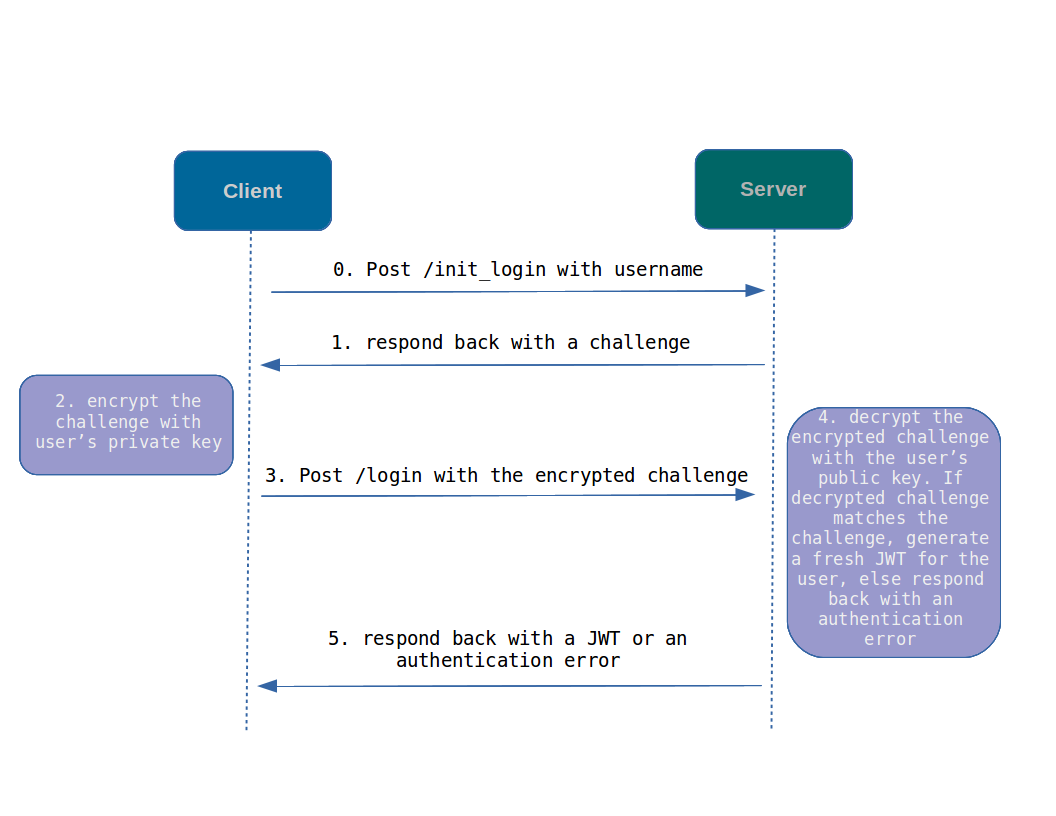 Client
Server
0. Post /init_login with username
1. respond back with a challenge
2. encrypt the
challenge with
user’s private key
3. Post /login with the encrypted challenge
4. decrypt the
encrypted challenge
with the user’s
public key. If
decrypted challenge
matches the
challenge, generate
a fresh JWT for the
user, else respond
back with an
authentication
error
5. respond back with a JWT or an
authentication error